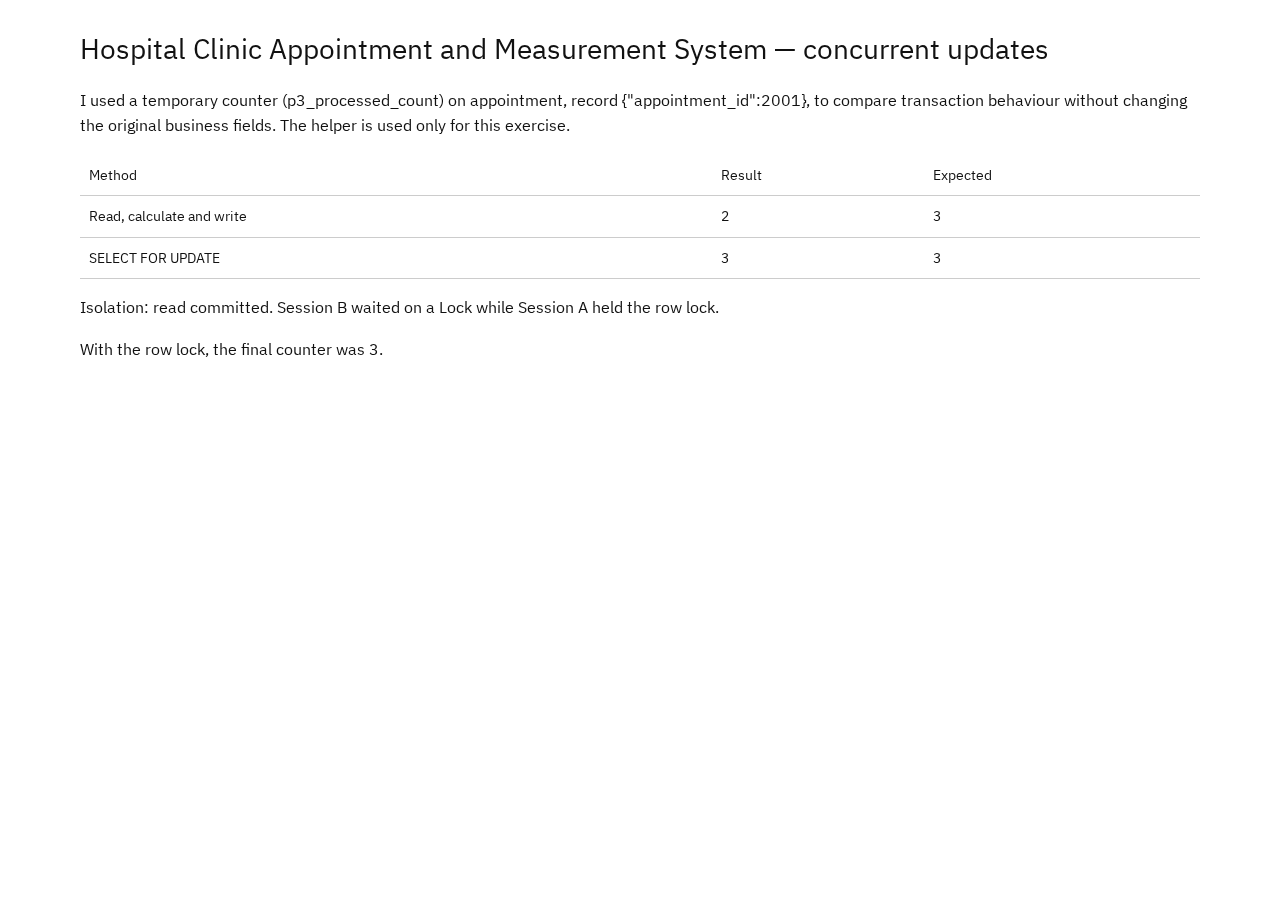 Hospital Clinic Appointment and Measurement System — concurrent updates
I used a temporary counter (p3_processed_count) on appointment, record {"appointment_id":2001}, to compare transaction behaviour without changing
the original business fields. The helper is used only for this exercise.
Method Result Expected
Read, calculate and write 2 3
SELECT FOR UPDATE 3 3
Isolation: read committed. Session B waited on a Lock while Session A held the row lock.
With the row lock, the final counter was 3.